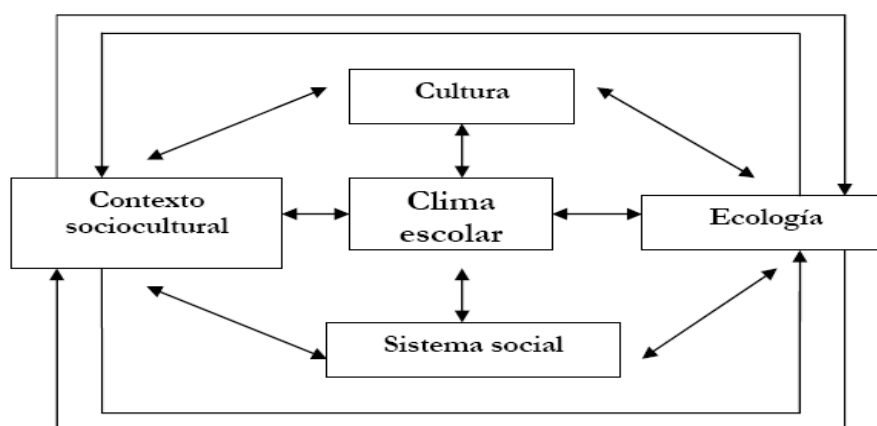 Cultura
Contexto
sociocultural
Clima
escolar
Ecología
Sistema social